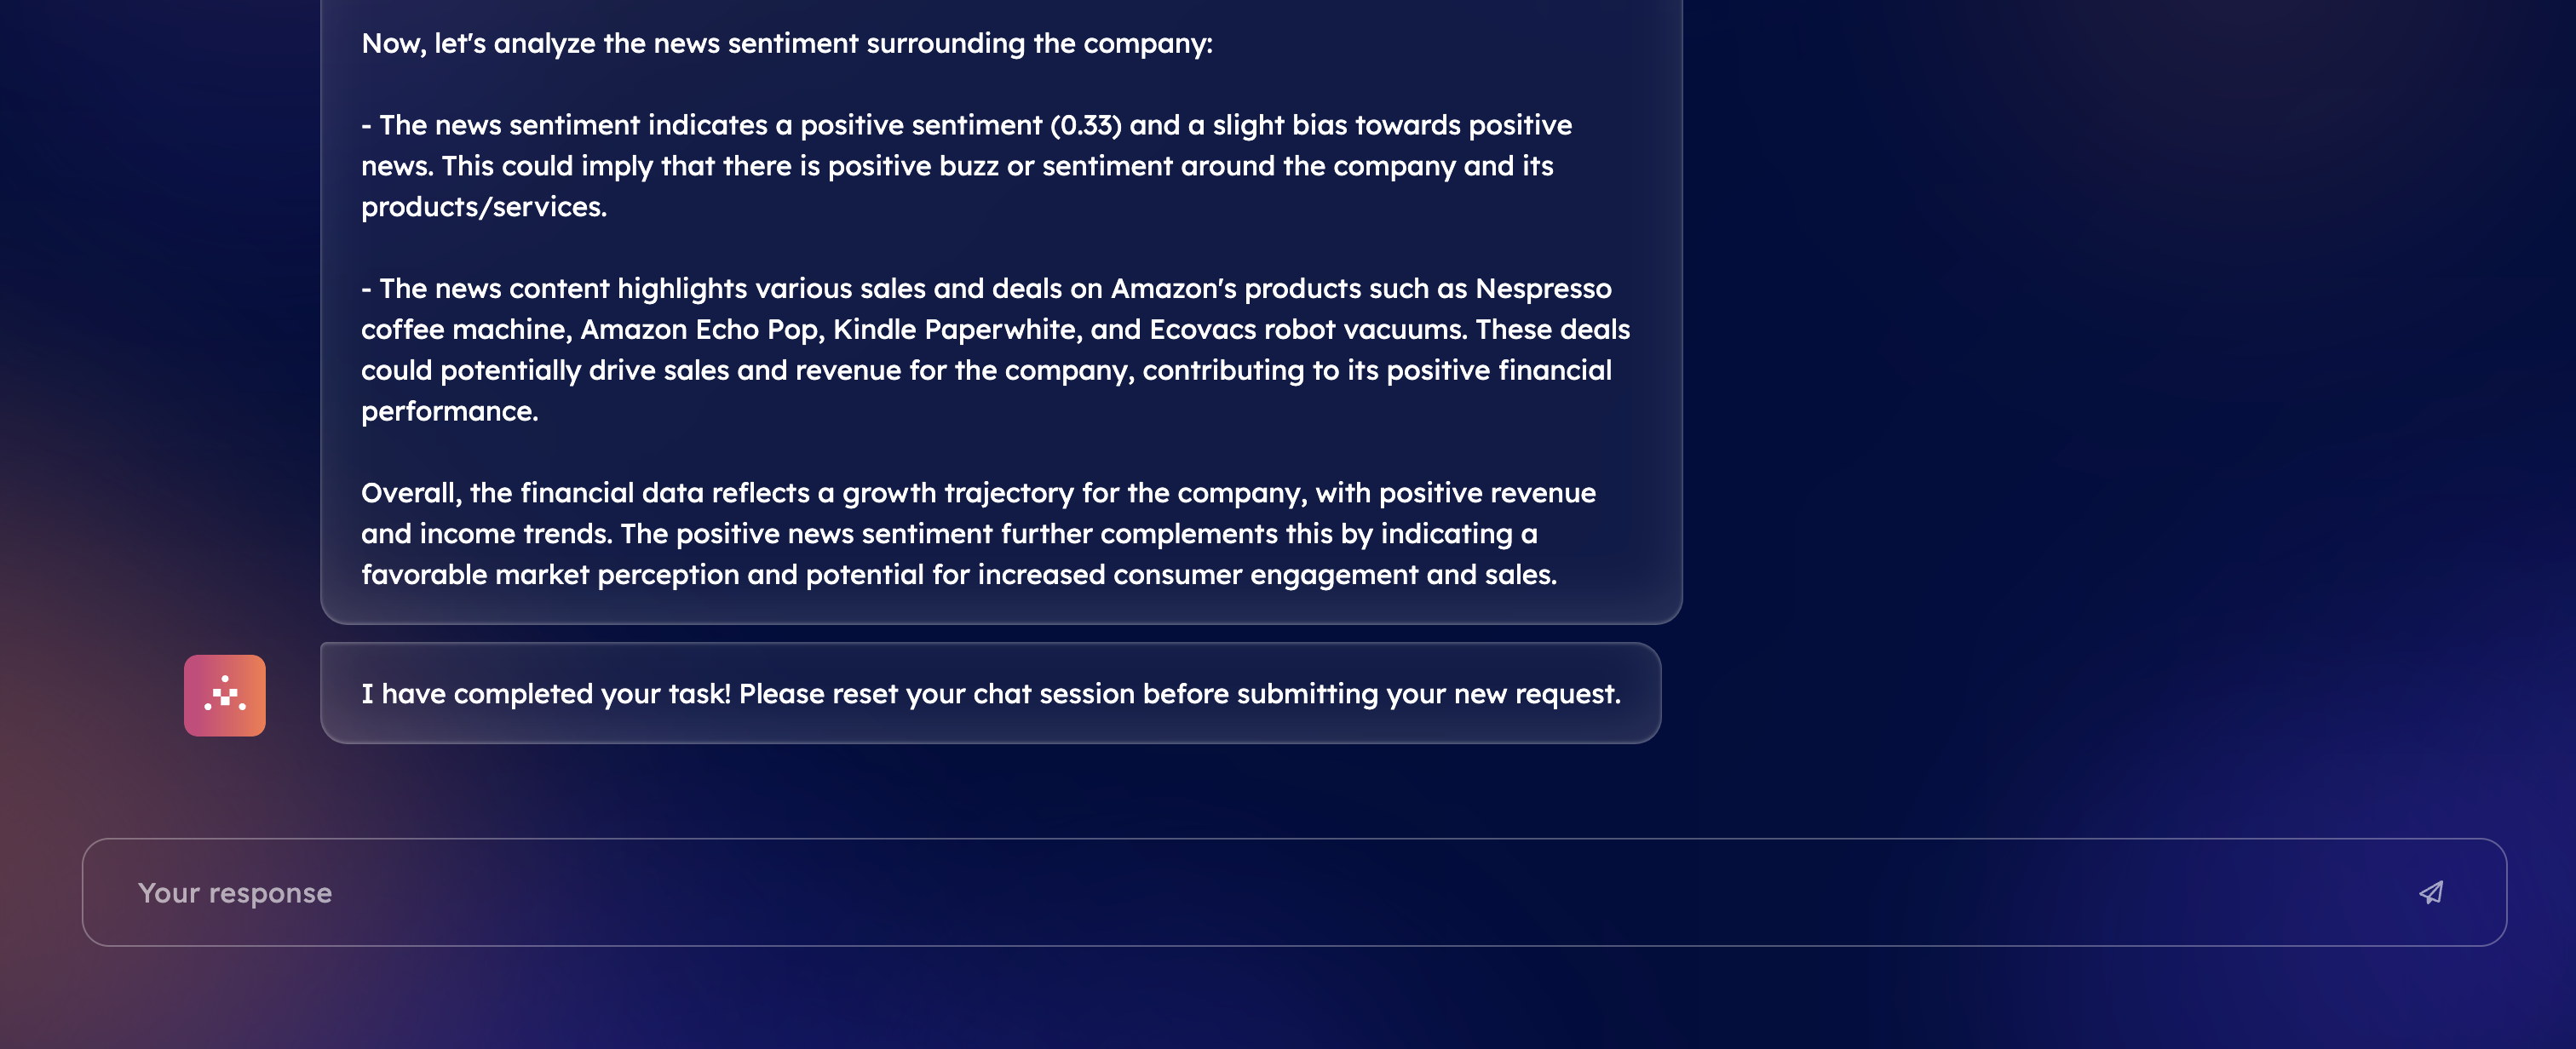 Now, let's analyze the news sentiment surrounding the company:
- The news sentiment indicates a positive sentiment (0.33) and a slight bias towards positive
news. This could imply that there is positive buzz or sentiment around the company and its
products/services.
- The news content highlights various sales and deals on Amazon's products such as Nespresso
coffee machine, Amazon Echo Pop, Kindle Paperwhite, and Ecovacs robot vacuums. These deals
could potentially drive sales and revenue for the company, contributing to its positive financial
performance.
Overall, the financial data reflects a growth trajectory for the company, with positive revenue
and income trends. The positive news sentiment further complements this by indicating a
favorable market perception and potential for increased consumer engagement and sales.
I have completed your task! Please reset your chat session before submitting your new request.
Your response